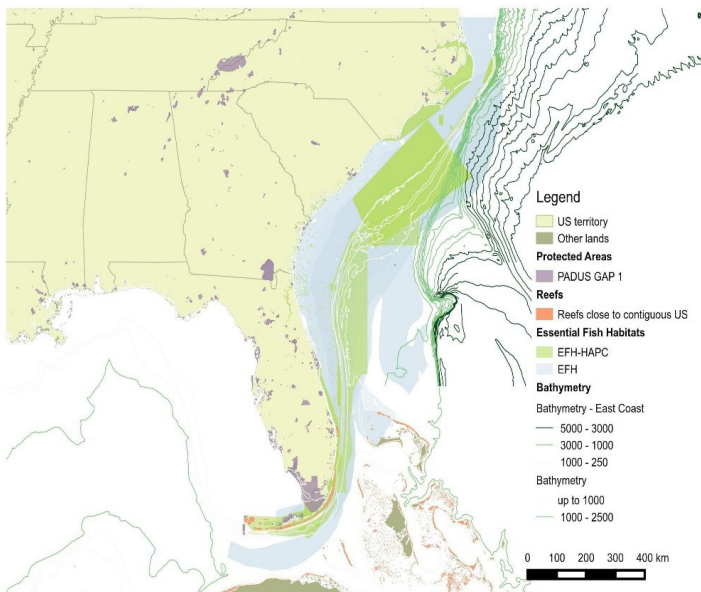 Legend
US territory
Other lands
Protected Areas
PADUS GAP 1
Reefs
Reefs close to contiguous US
Essential Fish Habitats
EFH-HAPC
EFH
Bathymetry
Bathymetry - East Coast
5000 - 3000
3000 - 1000
1000 - 250
Bathymetry
up to 1000
1000 - 2500
0 100 200 300 400 km